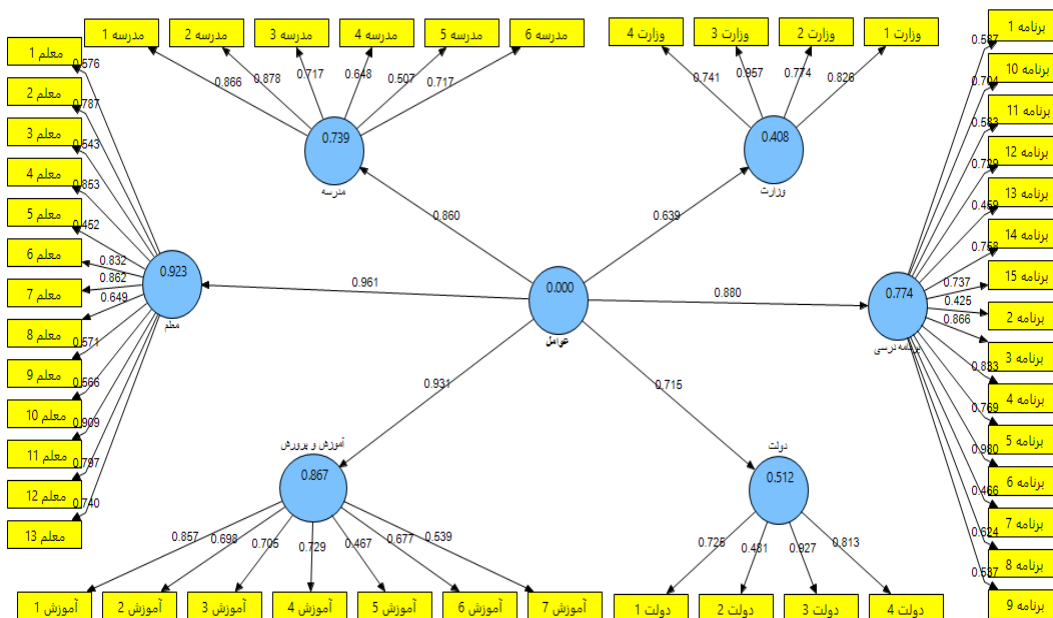 مدرسه 1
مدرسه 2
مدرسه 3
مدرسه 4
مدرسه 5
مدرسه 6
0.866
0.878
0.717
0.648
0.507
0.717
0.739
مدرسه
وزارت 4
وزارت 3
وزارت 2
وزارت 1
0.741
0.957
0.774
0.826
0.408
وزارت
معلم 1
معلم 2
معلم 3
معلم 4
معلم 5
معلم 6
معلم 7
معلم 8
معلم 9
معلم 10
معلم 11
معلم 12
معلم 13
0.576
0.787
0.543
0.853
0.452
0.832
0.862
0.649
0.571
0.566
0.909
0.797
0.740
0.923
معلم
0.860
0.639
0.961
0.000
عوامل
0.880
0.931
0.715
برنامه 1
برنامه 10
برنامه 11
برنامه 12
برنامه 13
برنامه 14
برنامه 15
برنامه 2
برنامه 3
برنامه 4
برنامه 5
برنامه 6
برنامه 7
برنامه 8
برنامه 9
0.704
0.583
0.469
0.737
0.425
0.866
0.833
0.769
0.466
0.624
0.774
برنامه درسی
آموزش و پرورش
0.867
0.857
0.698
0.705
0.729
0.467
0.677
0.539
آموزش 1
آموزش 2
آموزش 3
آموزش 4
آموزش 5
آموزش 6
آموزش 7
دولت
0.512
0.725
0.481
0.927
0.813
دولت 1
دولت 2
دولت 3
دولت 4